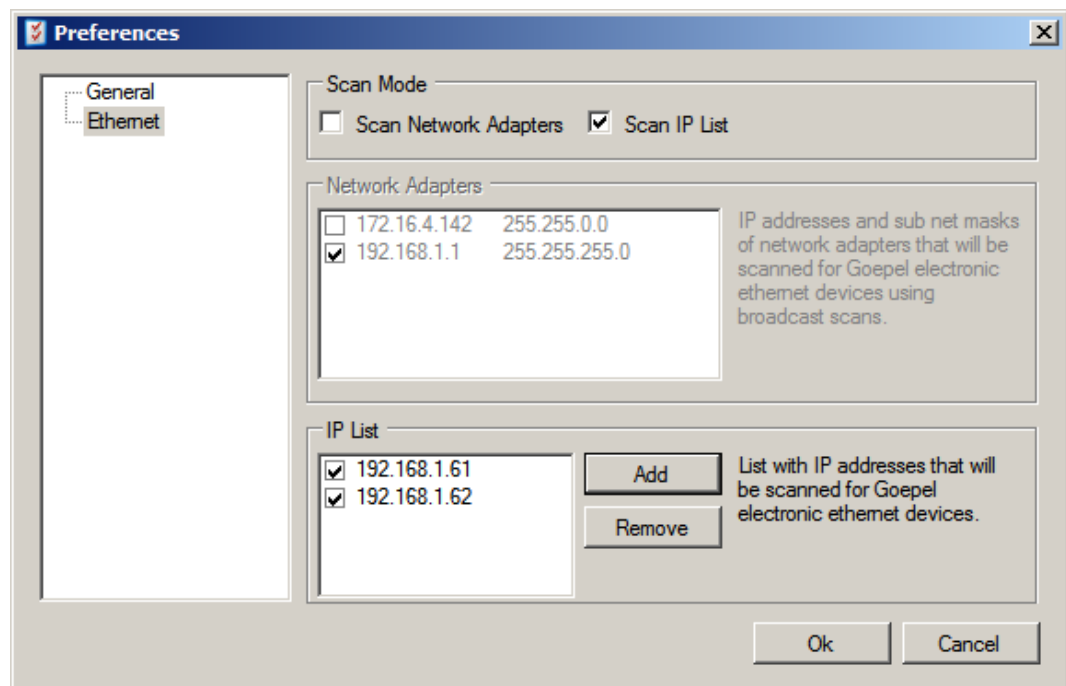 Preferences
General
Ethernet
Scan Mode
Scan Network Adapters Scan IP List
Network Adapters
172.16.4.142 255.255.0.0
192.168.1.1 255.255.255.0
IP addresses and sub net masks
of network adapters that will be
scanned for Goepel electronic
ethernet devices using
broadcast scans.
IP List
192.168.1.61
192.168.1.62
Add
Remove
List with IP addresses that will
be scanned for Goepel
electronic ethernet devices.
Ok Cancel